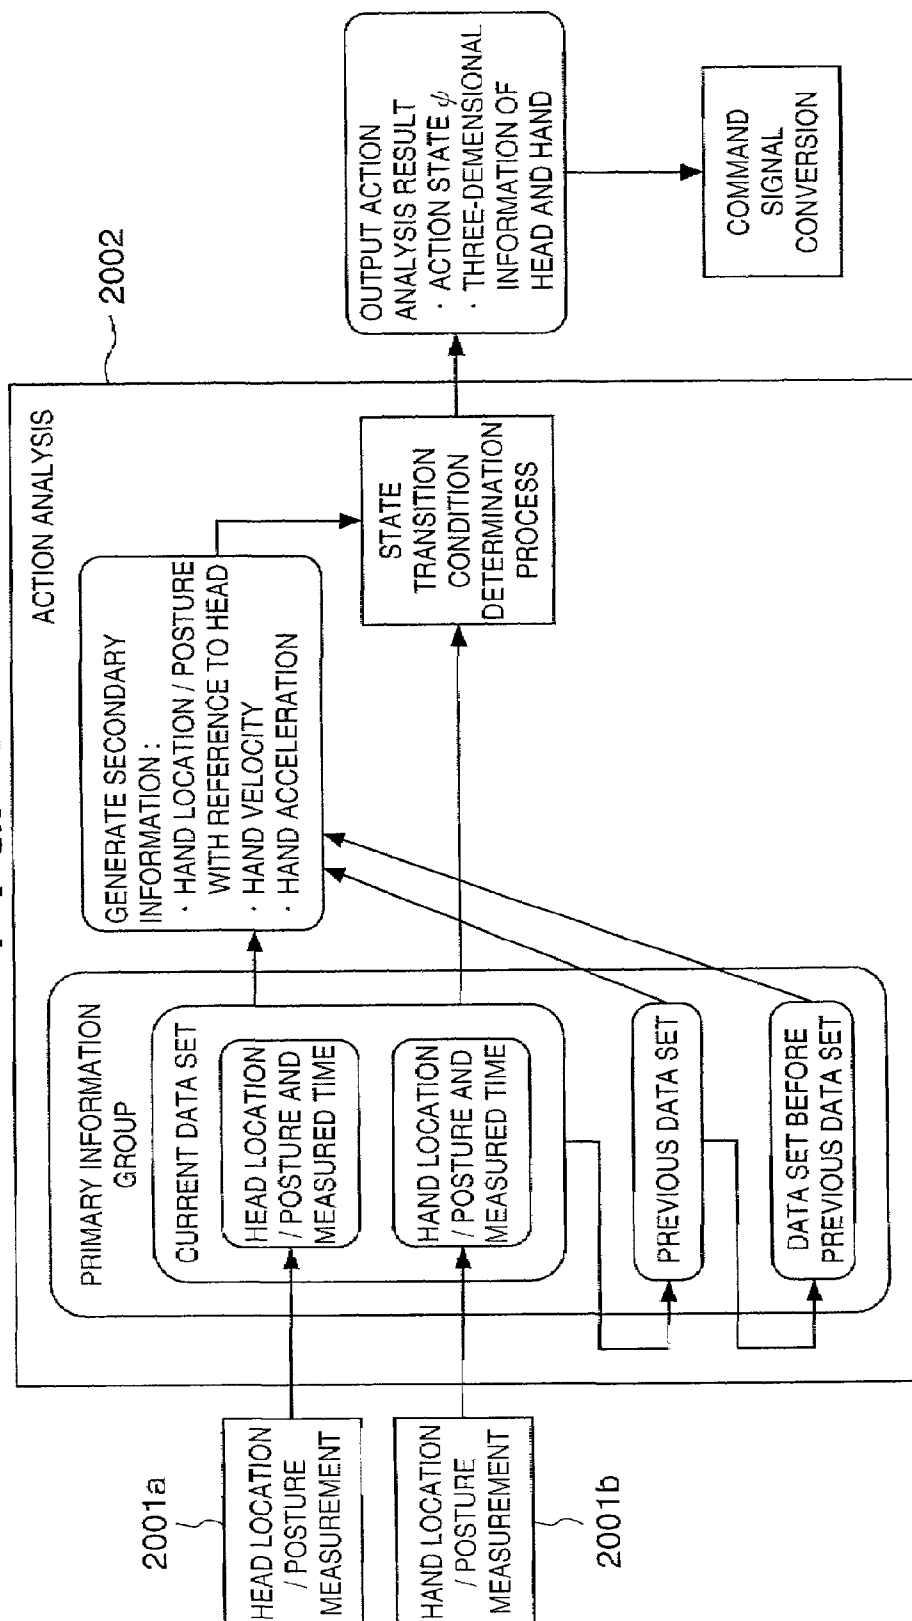 2001a
HEAD LOCATION
/ POSTURE
MEASUREMENT
HAND LOCATION
/ POSTURE
MEASUREMENT
2001b
2002
ACTION ANALYSIS
PRIMARY INFORMATION
GROUP
CURRENT DATA SET
HEAD LOCATION
/ POSTURE AND
MEASURED TIME
HAND LOCATION
/ POSTURE AND
MEASURED TIME
PREVIOUS DATA SET
DATA SET BEFORE
PREVIOUS DATA SET
GENERATE SECONDARY
INFORMATION :
· HAND LOCATION / POSTURE
WITH REFERENCE TO HEAD
· HAND VELOCITY
· HAND ACCELERATION
STATE
TRANSITION
CONDITION
DETERMINATION
PROCESS
OUTPUT ACTION
ANALYSIS RESULT
· ACTION STATE ψ
· THREE-DEMENSIONAL
INFORMATION OF
HEAD AND HAND
COMMAND
SIGNAL
CONVERSION